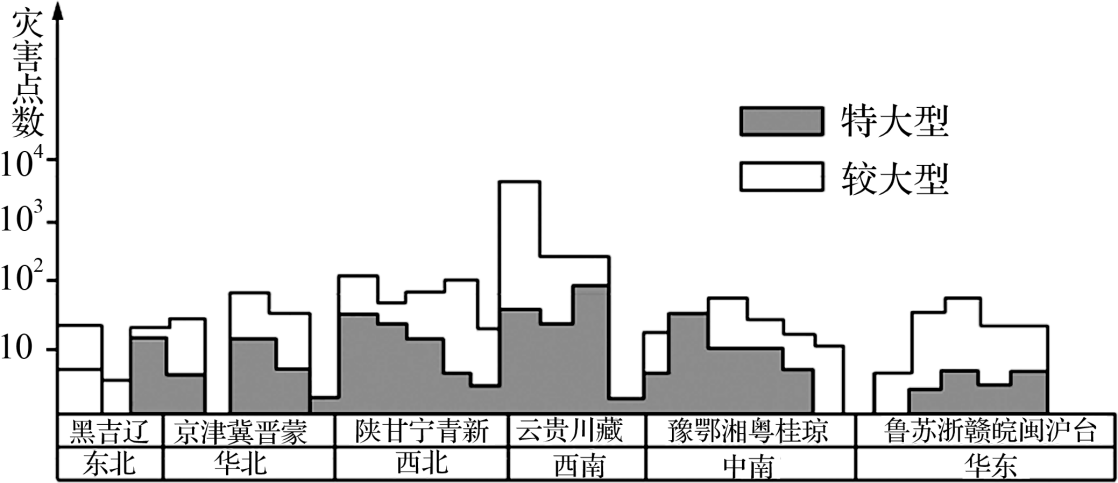 灾害点数
10⁴
10³
10²
10
特大型
较大型
黑吉辽 京津冀晋蒙 陕甘宁青新 云贵川藏 豫鄂湘粤桂琼 鲁苏浙赣皖闽沪台
东北 华北 西北 西南 中南 华东